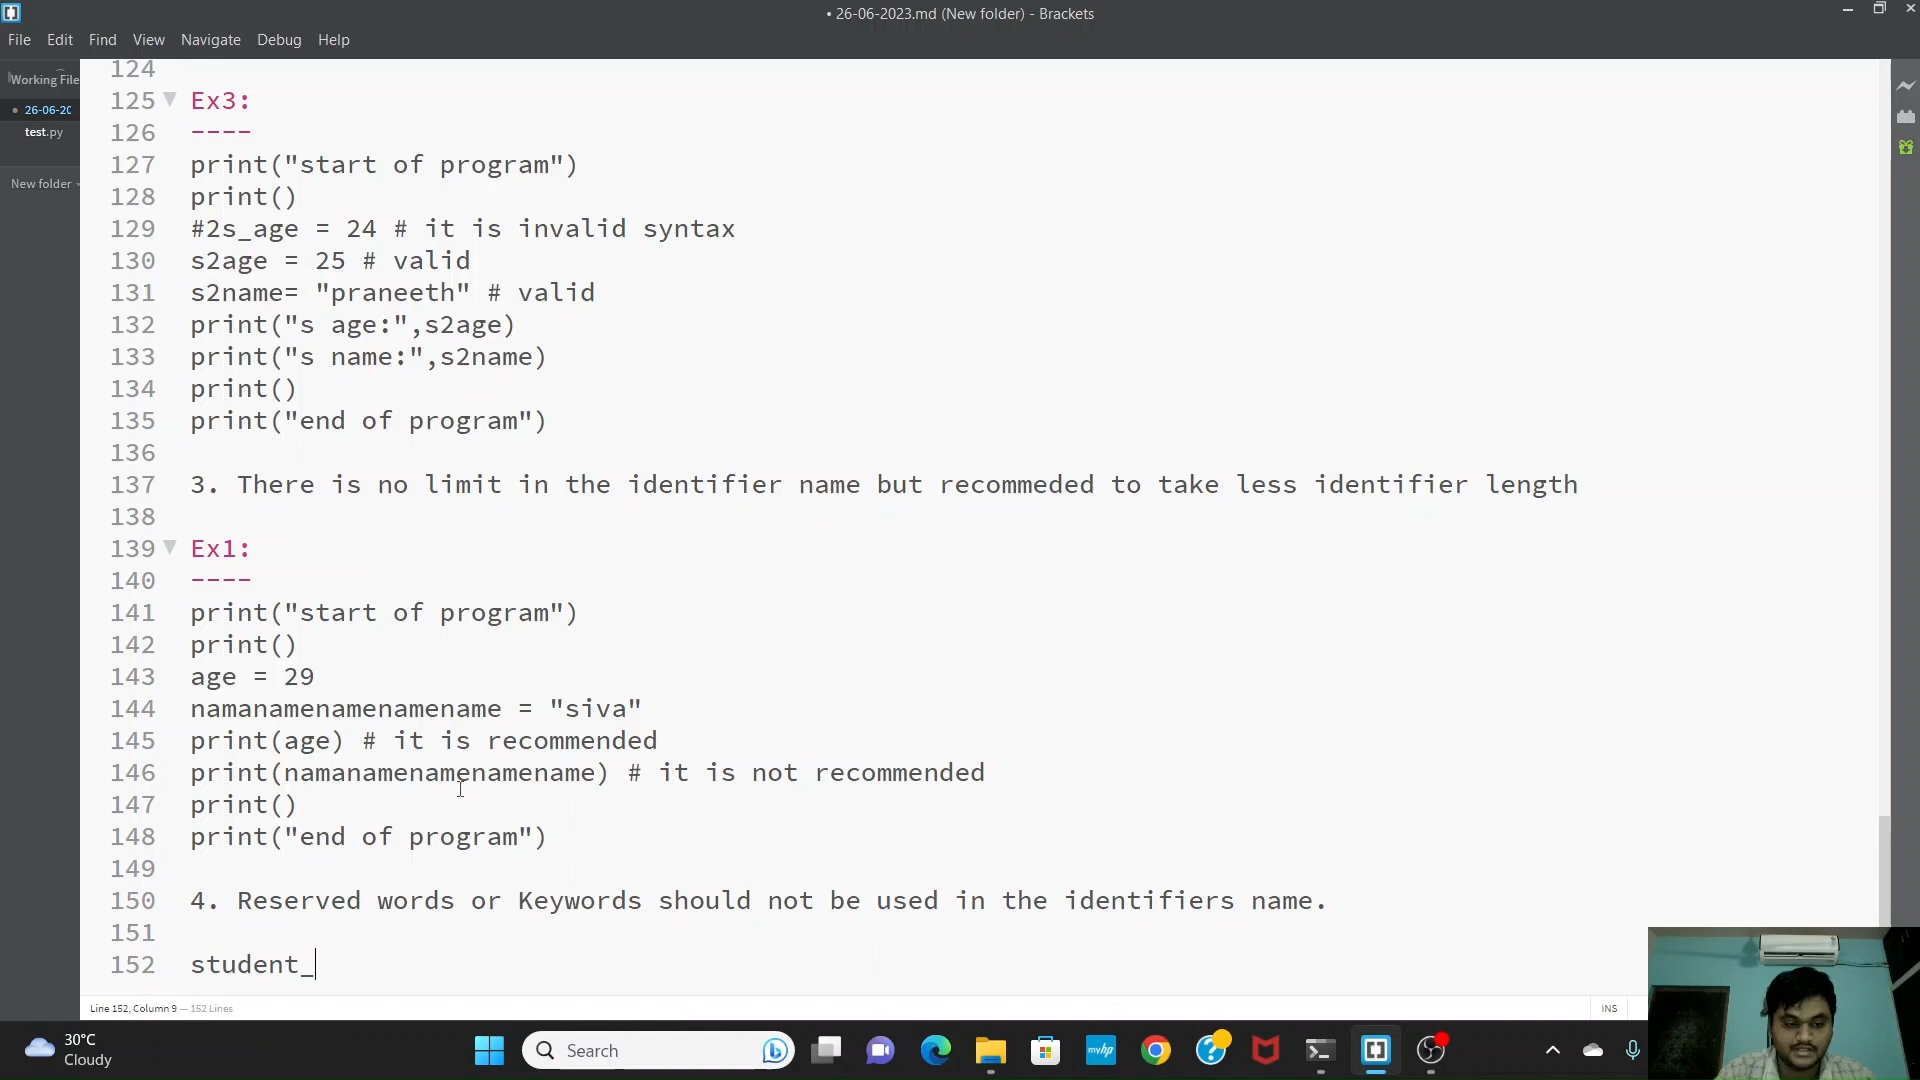 • 26-06-2023.md (New folder) - Brackets
File Edit Find View Navigate Debug Help
Working File
26-06-20
test.py
New folder
124
125 Ex3:
126 ----
127 print("start of program")
128 print()
129 #2s_age = 24 # it is invalid syntax
130 s2age = 25 # valid
131 s2name= "praneeth" # valid
132 print("s age:",s2age)
133 print("s name:",s2name)
134 print()
135 print("end of program")
136
137 3. There is no limit in the identifier name but recommeded to take less identifier length
138
139 Ex1:
140 ----
141 print("start of program")
142 print()
143 age = 29
144 namanamenamenamename = "siva"
145 print(age) # it is recommended
146 print(namanamenamenamename) # it is not recommended
147 print()
148 print("end of program")
149
150 4. Reserved words or Keywords should not be used in the identifiers name.
151
152 student_
Line 152, Column 9 — 152 Lines
INS
30°C
Cloudy
Search
myhp